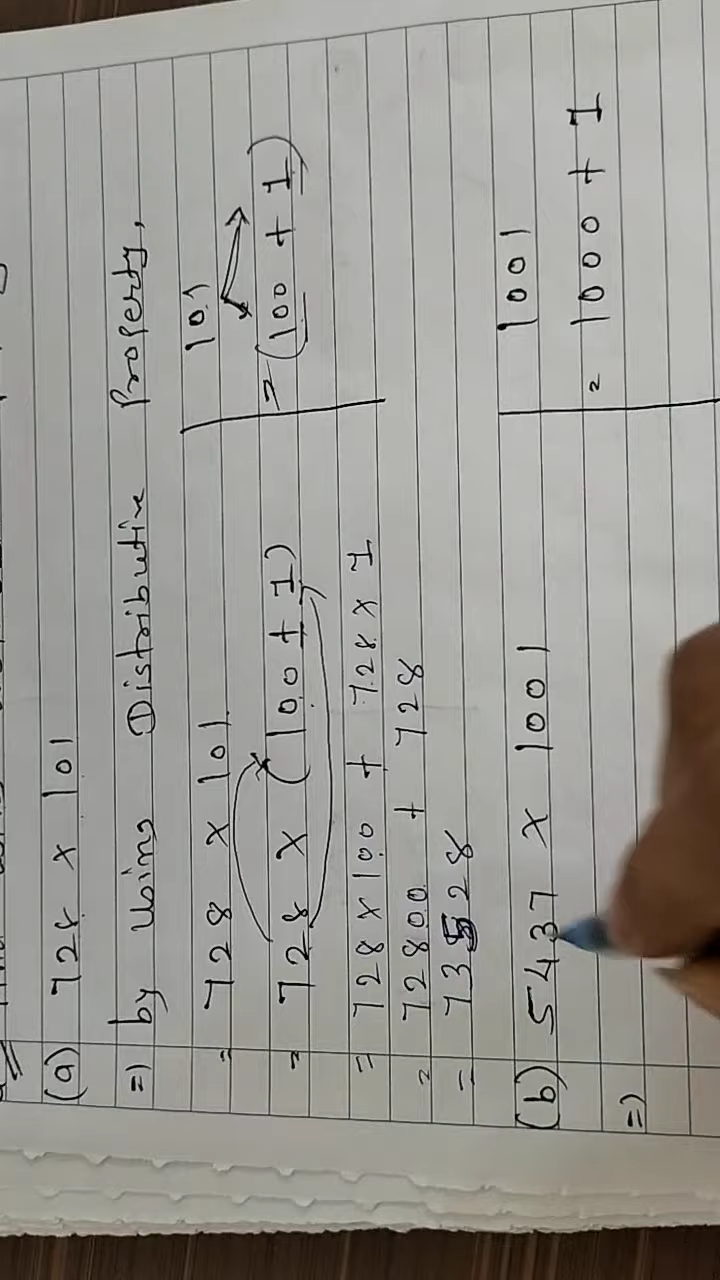 (a) 728 x 101
=) by using Distributive Property,
= 728 x 101
101
= 728 x (100 + 1)
= (100 + 1)
= 728 x 100 + 728 x 1
= 72800 + 728
= 73528
(b) 5437 x 1001
1001
= 1000 + 1
=)